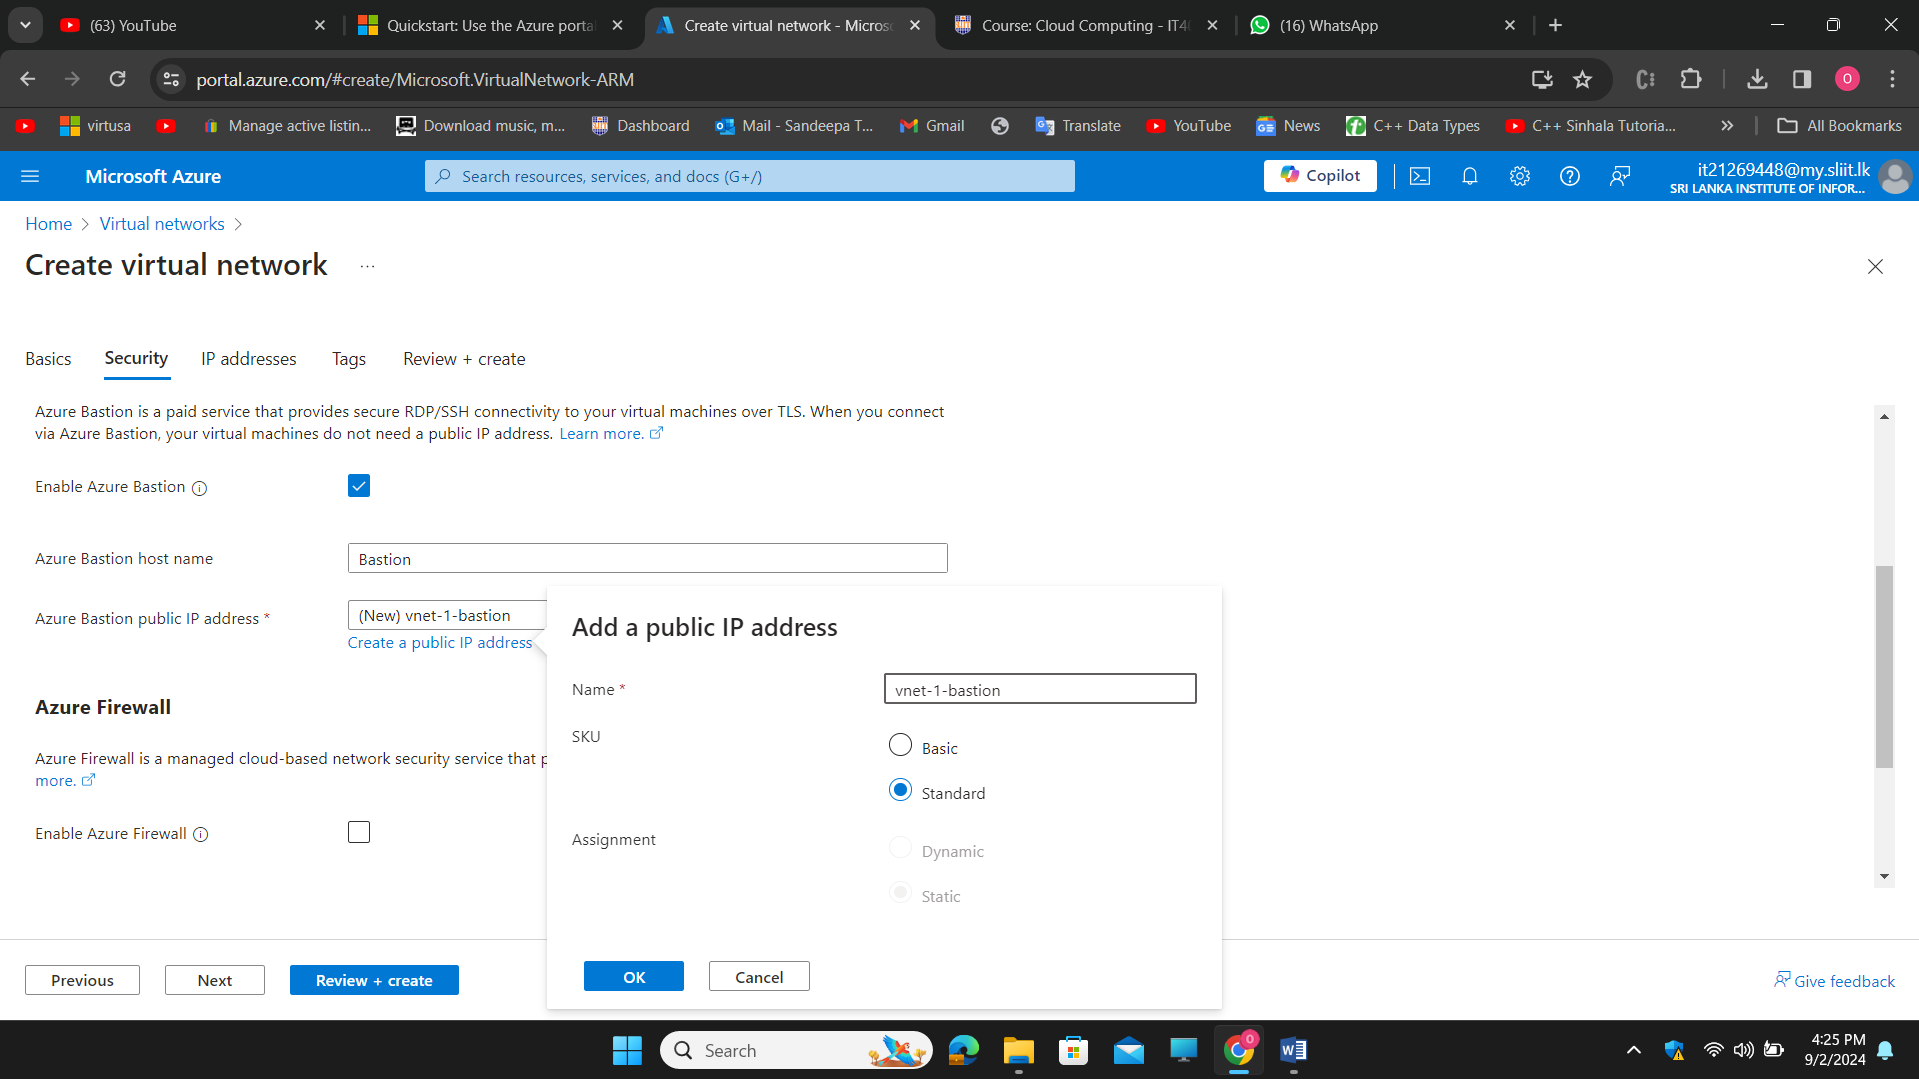 (63) YouTube
Quickstart: Use the Azure porta
Create virtual network - Micros
Course: Cloud Computing - IT4
(16) WhatsApp
portal.azure.com/#create/Microsoft.VirtualNetwork-ARM
O
virtusa
Manage active listin...
Download music, m...
Dashboard
Mail - Sandeepa T...
Gmail
Translate
YouTube
News
C++ Data Types
C++ Sinhala Tutoria...
All Bookmarks
Microsoft Azure
Search resources, services, and docs (G+/)
Copilot
it21269448@my.sliit.lk
SRI LANKA INSTITUTE OF INFOR...
Home > Virtual networks >
Create virtual network ...
Basics
Security
IP addresses
Tags
Review + create
Azure Bastion is a paid service that provides secure RDP/SSH connectivity to your virtual machines over TLS. When you connect
via Azure Bastion, your virtual machines do not need a public IP address. Learn more.
Enable Azure Bastion
Azure Bastion host name
Bastion
Azure Bastion public IP address *
(New) vnet-1-bastion
Create a public IP address
Azure Firewall
Azure Firewall is a managed cloud-based network security service that p
more.
Enable Azure Firewall
Add a public IP address
Name *
vnet-1-bastion
SKU
Basic
Standard
Assignment
Dynamic
Static
OK
Cancel
Previous
Next
Review + create
Give feedback
Search
4:25 PM
9/2/2024